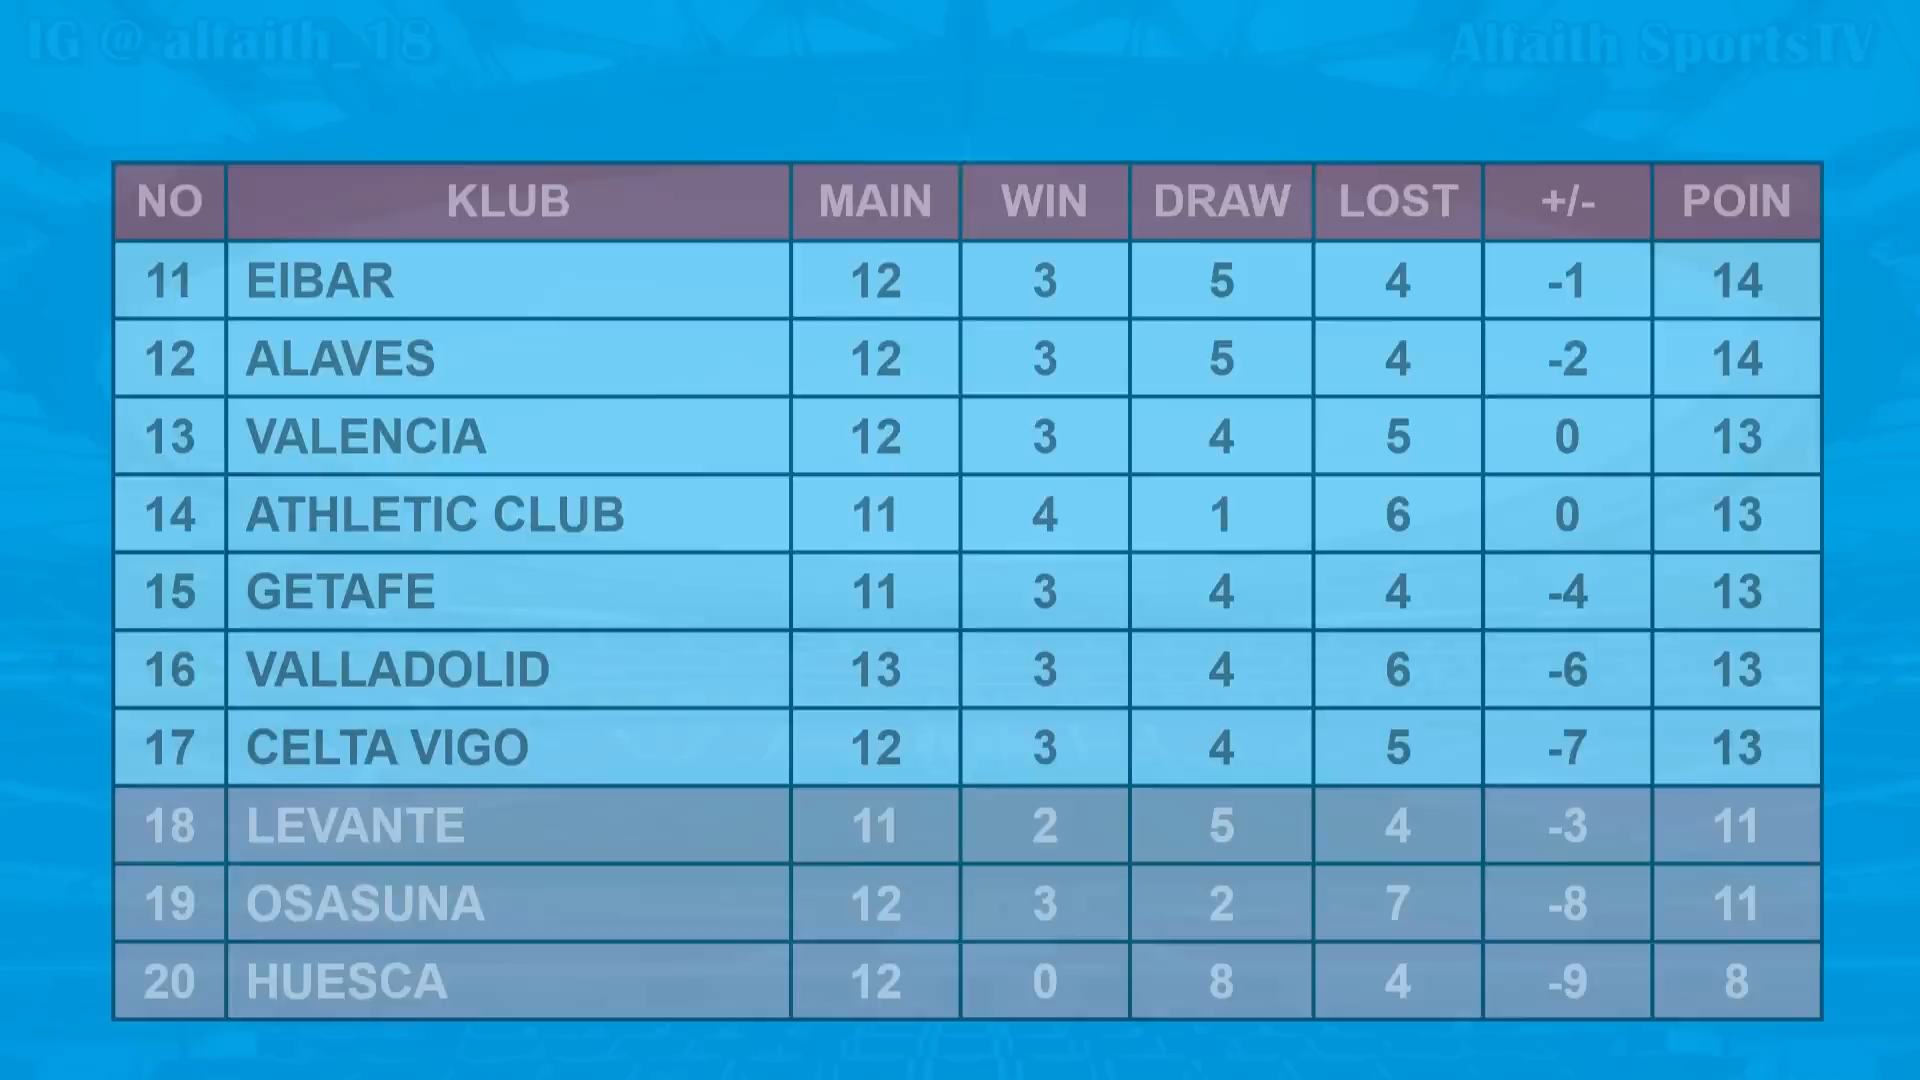 IG @ alfaith_18
Alfaith SportsTV
NO KLUB MAIN WIN DRAW LOST +/- POIN
11 EIBAR 12 3 5 4 -1 14
12 ALAVES 12 3 5 4 -2 14
13 VALENCIA 12 3 4 5 0 13
14 ATHLETIC CLUB 11 4 1 6 0 13
15 GETAFE 11 3 4 4 -4 13
16 VALLADOLID 13 3 4 6 -6 13
17 CELTA VIGO 12 3 4 5 -7 13
18 LEVANTE 11 2 5 4 -3 11
19 OSASUNA 12 3 2 7 -8 11
20 HUESCA 12 0 8 4 -9 8